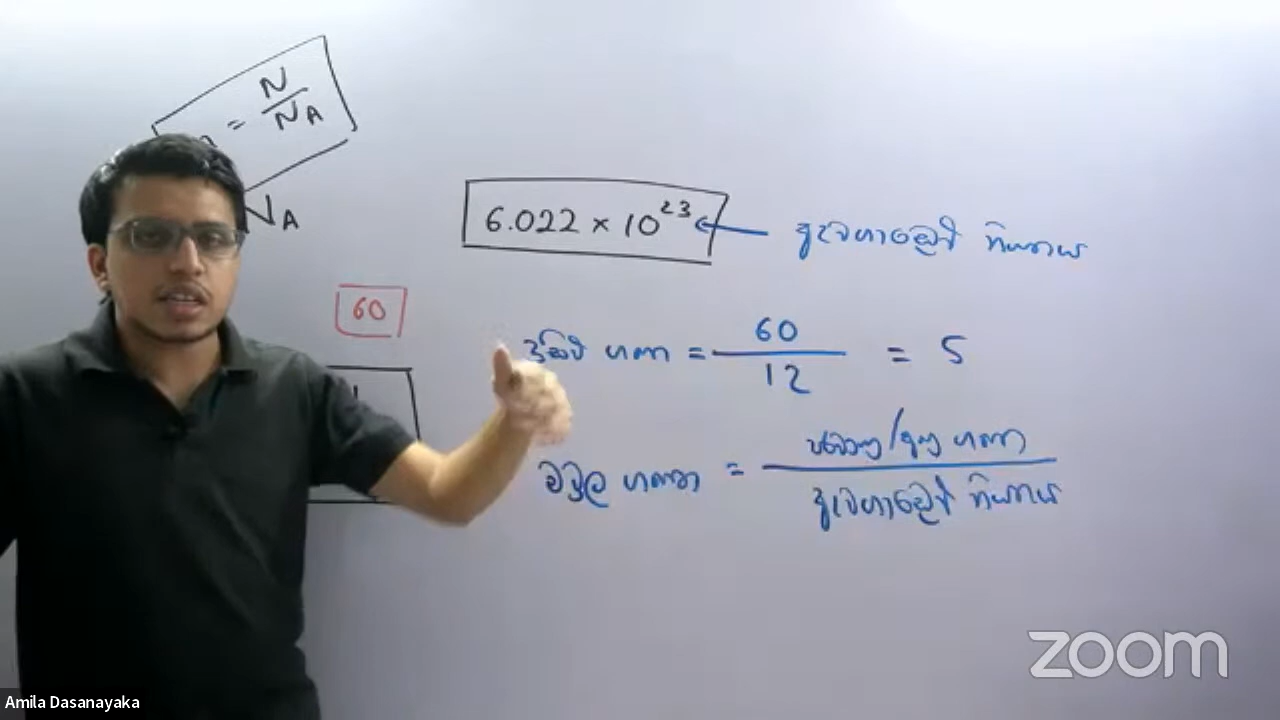 = N/N_A
N_A
6.022 × 10²³ ← ඇවගාඩ්‍රෝ නියතය
60
දුසිම් ගණන = 60/12 = 5
මවුල ගණන = පරමාණු/අණු ගණන / ඇවගාඩ්‍රෝ නියතය
zoom
Amila Dasanayaka